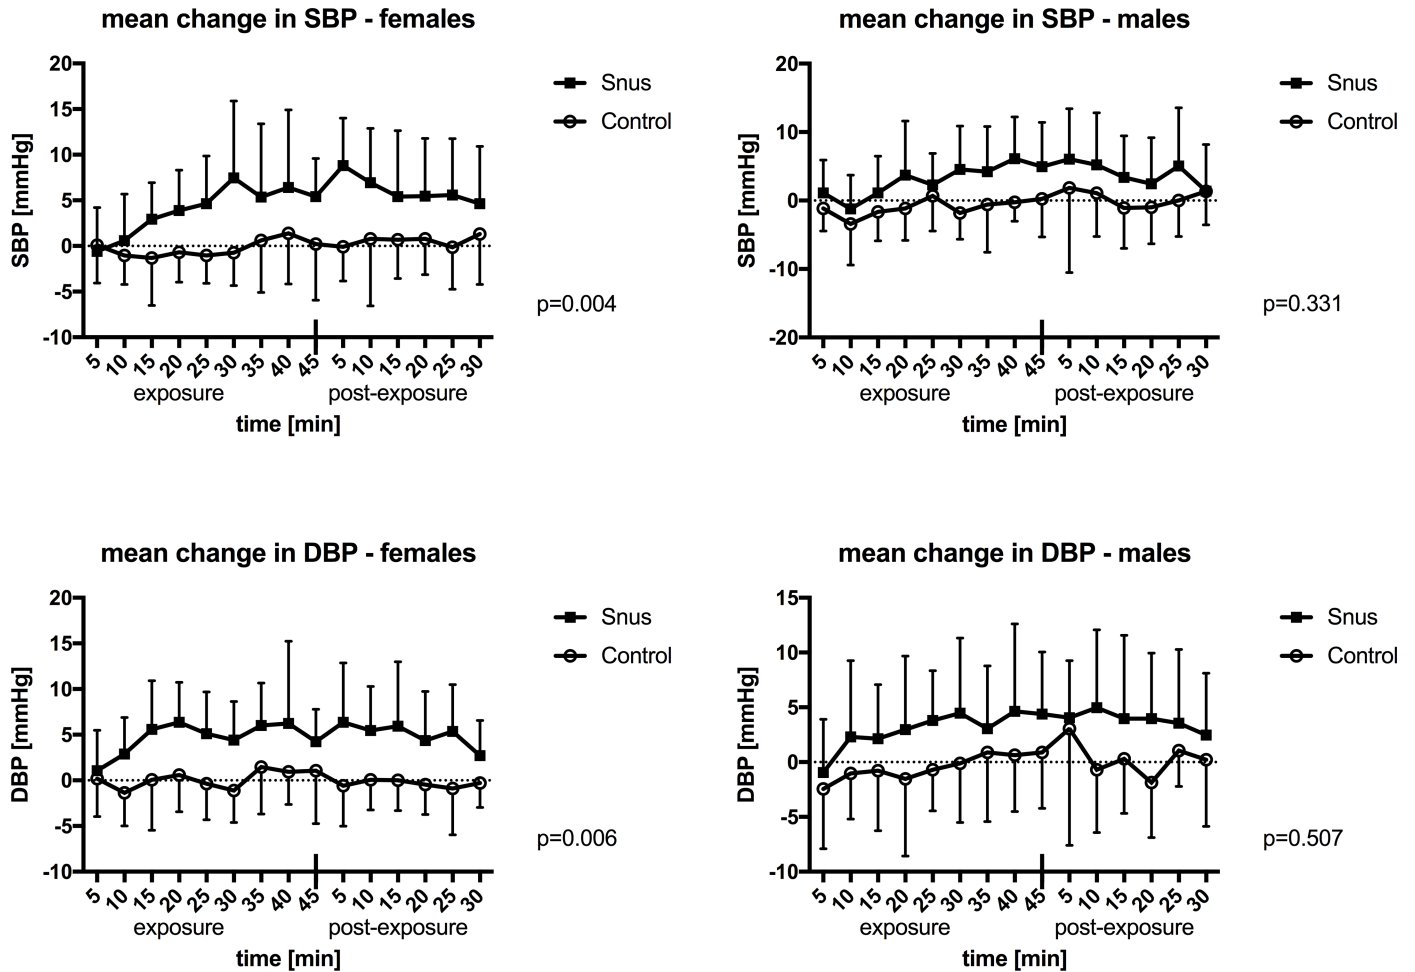 mean change in SBP - females
20
15
10
5
0
-5
-10
SBP [mmHg]
Snus
Control
p=0.004
5 10 15 20 25 30 35 40 45 5 10 15 20 25 30
exposure post-exposure
time [min]
mean change in SBP - males
20
10
0
-10
-20
SBP [mmHg]
Snus
Control
p=0.331
5 10 15 20 25 30 35 40 45 5 10 15 20 25 30
exposure post-exposure
time [min]
mean change in DBP - females
20
15
10
5
0
-5
-10
DBP [mmHg]
Snus
Control
p=0.006
5 10 15 20 25 30 35 40 45 5 10 15 20 25 30
exposure post-exposure
time [min]
mean change in DBP - males
15
10
5
0
-5
-10
DBP [mmHg]
Snus
Control
p=0.507
5 10 15 20 25 30 35 40 45 5 10 15 20 25 30
exposure post-exposure
time [min]